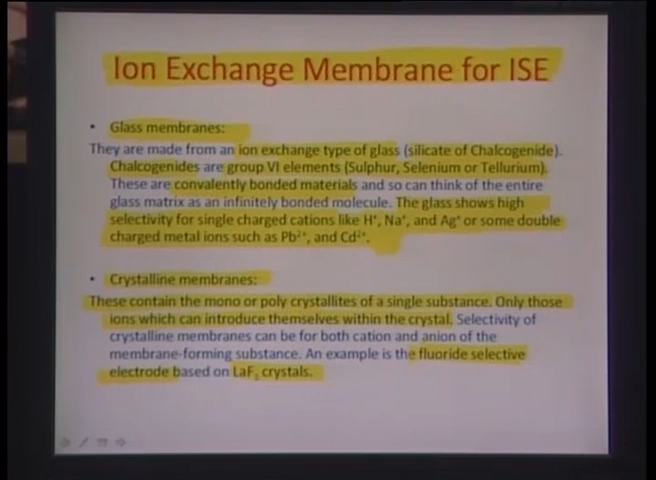 Ion Exchange Membrane for ISE
• Glass membranes:
They are made from an ion exchange type of glass (silicate of Chalcogenide).
Chalcogenides are group VI elements (Sulphur, Selenium or Tellurium).
These are convalently bonded materials and so can think of the entire
glass matrix as an infinitely bonded molecule. The glass shows high
selectivity for single charged cations like H⁺, Na⁺, and Ag⁺ or some double
charged metal ions such as Pb²⁺, and Cd²⁺.
• Crystalline membranes:
These contain the mono or poly crystallites of a single substance. Only those
ions which can introduce themselves within the crystal. Selectivity of
crystalline membranes can be for both cation and anion of the
membrane-forming substance. An example is the fluoride selective
electrode based on LaF₃ crystals.